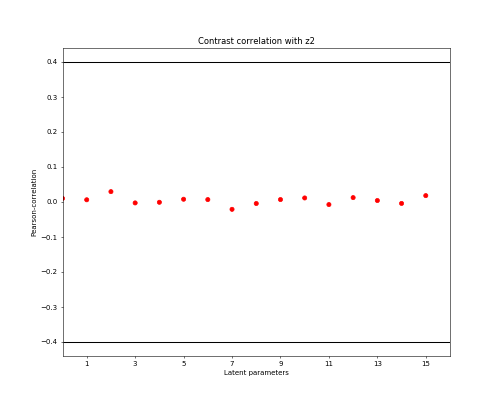 Contrast correlation with z2
0.4
0.3
0.2
0.1
0.0
−0.1
−0.2
−0.3
−0.4
Pearson-correlation
1 3 5 7 9 11 13 15
Latent parameters